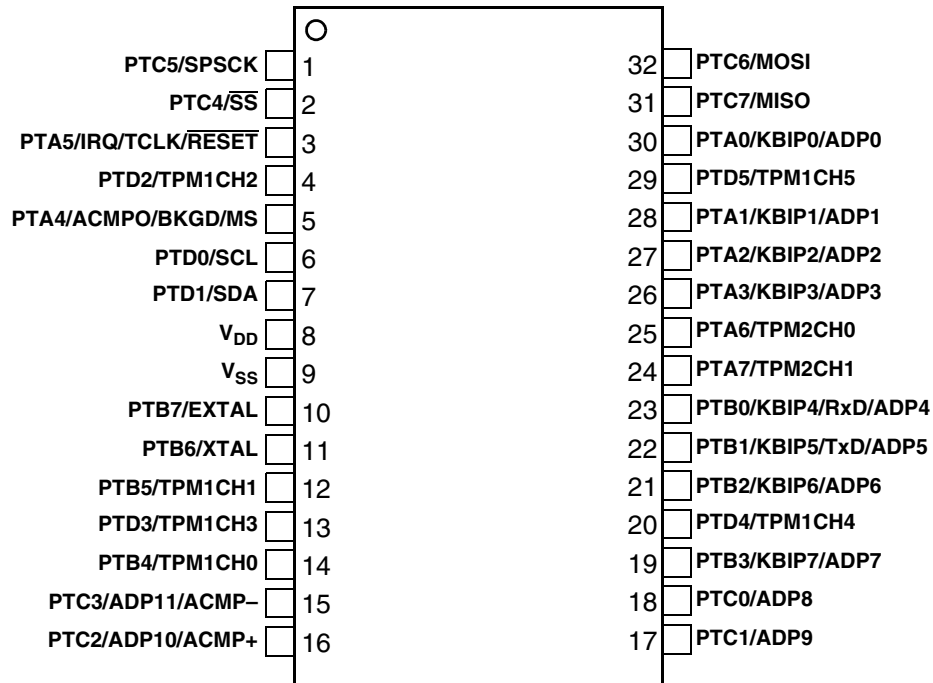 PTC5/SPSCK 1 32 PTC6/MOSI
PTC4/S̅S̅ 2 31 PTC7/MISO
PTA5/IRQ/TCLK/R̅E̅S̅E̅T̅ 3 30 PTA0/KBIP0/ADP0
PTD2/TPM1CH2 4 29 PTD5/TPM1CH5
PTA4/ACMPO/BKGD/MS 5 28 PTA1/KBIP1/ADP1
PTD0/SCL 6 27 PTA2/KBIP2/ADP2
PTD1/SDA 7 26 PTA3/KBIP3/ADP3
VDD 8 25 PTA6/TPM2CH0
VSS 9 24 PTA7/TPM2CH1
PTB7/EXTAL 10 23 PTB0/KBIP4/RxD/ADP4
PTB6/XTAL 11 22 PTB1/KBIP5/TxD/ADP5
PTB5/TPM1CH1 12 21 PTB2/KBIP6/ADP6
PTD3/TPM1CH3 13 20 PTD4/TPM1CH4
PTB4/TPM1CH0 14 19 PTB3/KBIP7/ADP7
PTC3/ADP11/ACMP– 15 18 PTC0/ADP8
PTC2/ADP10/ACMP+ 16 17 PTC1/ADP9